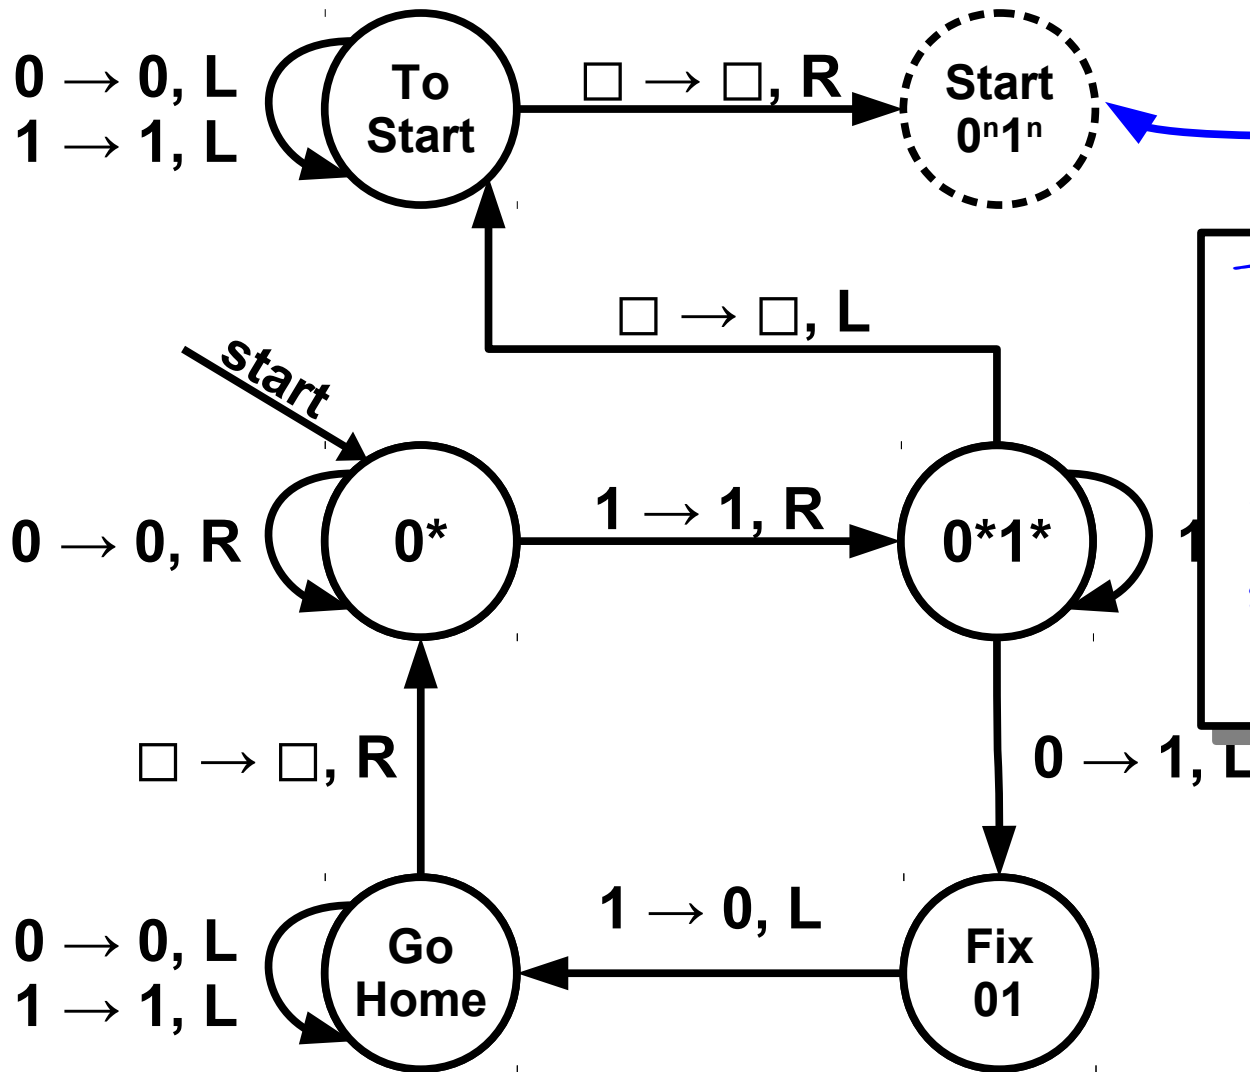 0 → 0, L
1 → 1, L
To
Start
□ → □, R
Start
0ⁿ1ⁿ
□ → □, L
start
0 → 0, R
0*
1 → 1, R
0*1*
1
□ → □, R
0 → 1, L
0 → 0, L
1 → 1, L
Go
Home
1 → 0, L
Fix
01